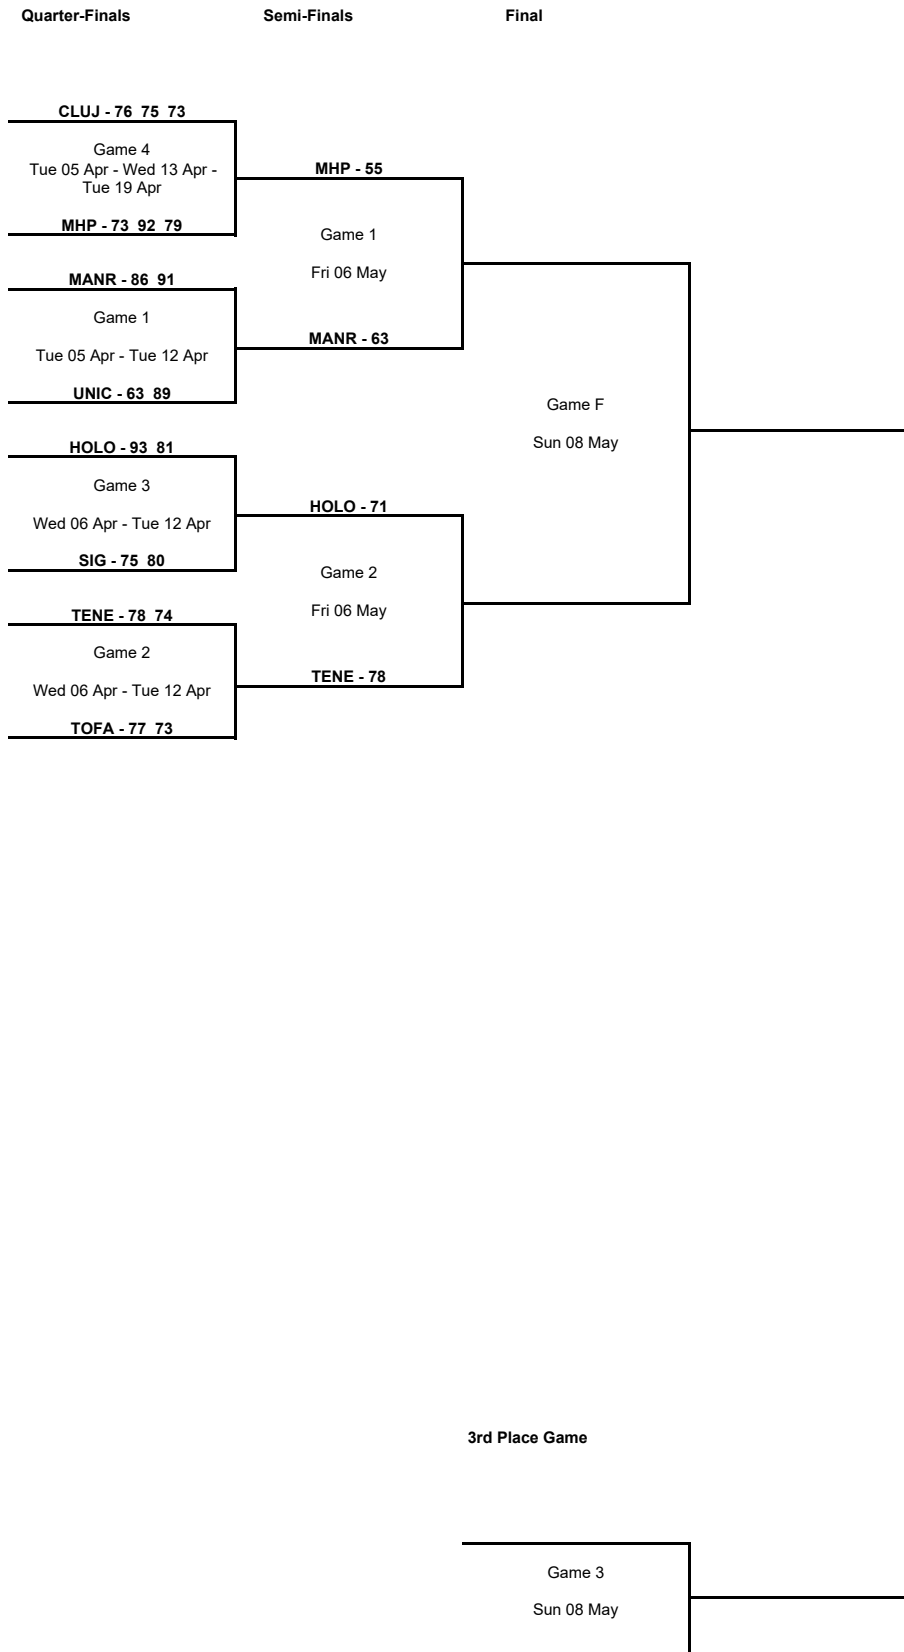 Quarter-Finals Semi-Finals Final
CLUJ - 76 75 73
Game 4
Tue 05 Apr - Wed 13 Apr -
Tue 19 Apr
MHP - 73 92 79
MANR - 86 91
Game 1
Tue 05 Apr - Tue 12 Apr
UNIC - 63 89
HOLO - 93 81
Game 3
Wed 06 Apr - Tue 12 Apr
SIG - 75 80
TENE - 78 74
Game 2
Wed 06 Apr - Tue 12 Apr
TOFA - 77 73
MHP - 55
Game 1
Fri 06 May
MANR - 63
HOLO - 71
Game 2
Fri 06 May
TENE - 78
Game F
Sun 08 May
3rd Place Game
Game 3
Sun 08 May